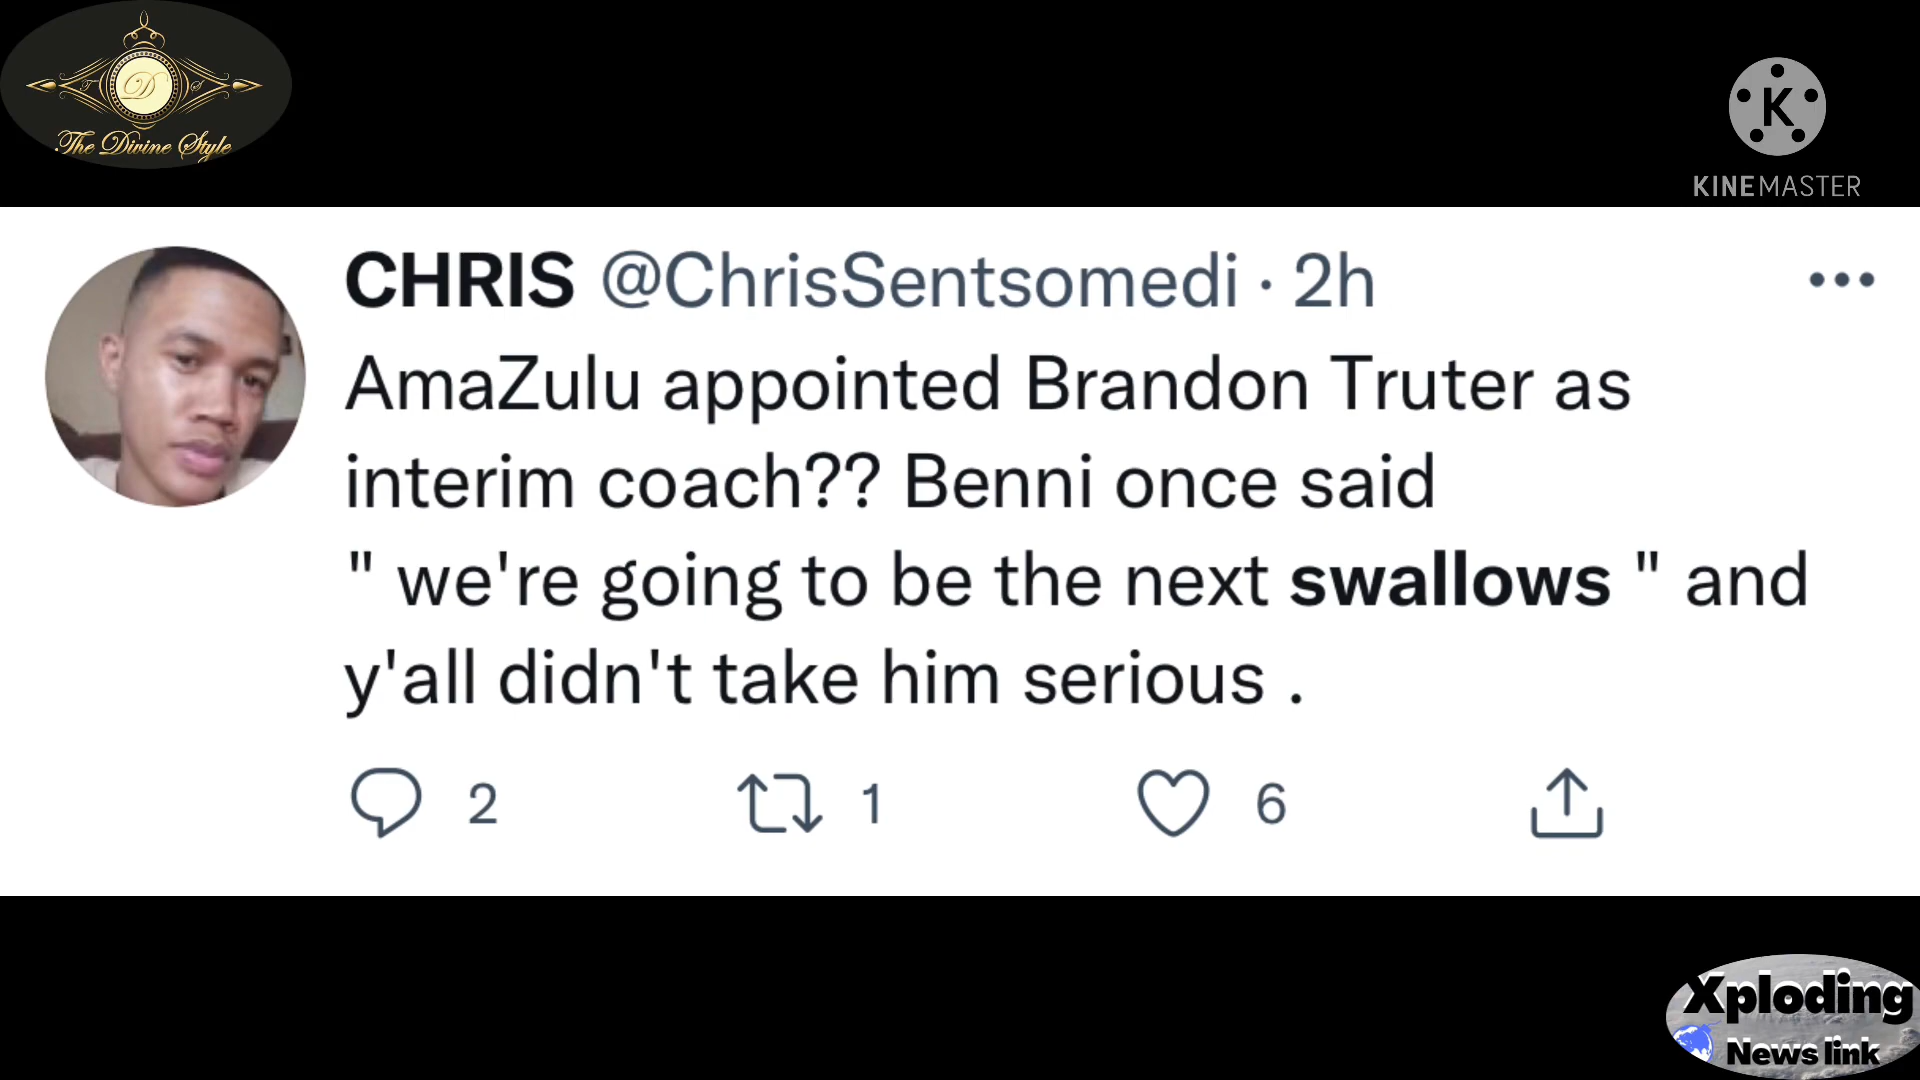 The Divine Style
T D S
K
KINEMASTER
CHRIS @ChrisSentsomedi · 2h
AmaZulu appointed Brandon Truter as
interim coach?? Benni once said
" we're going to be the next swallows " and
y'all didn't take him serious .
2 1 6
Xploding
News link